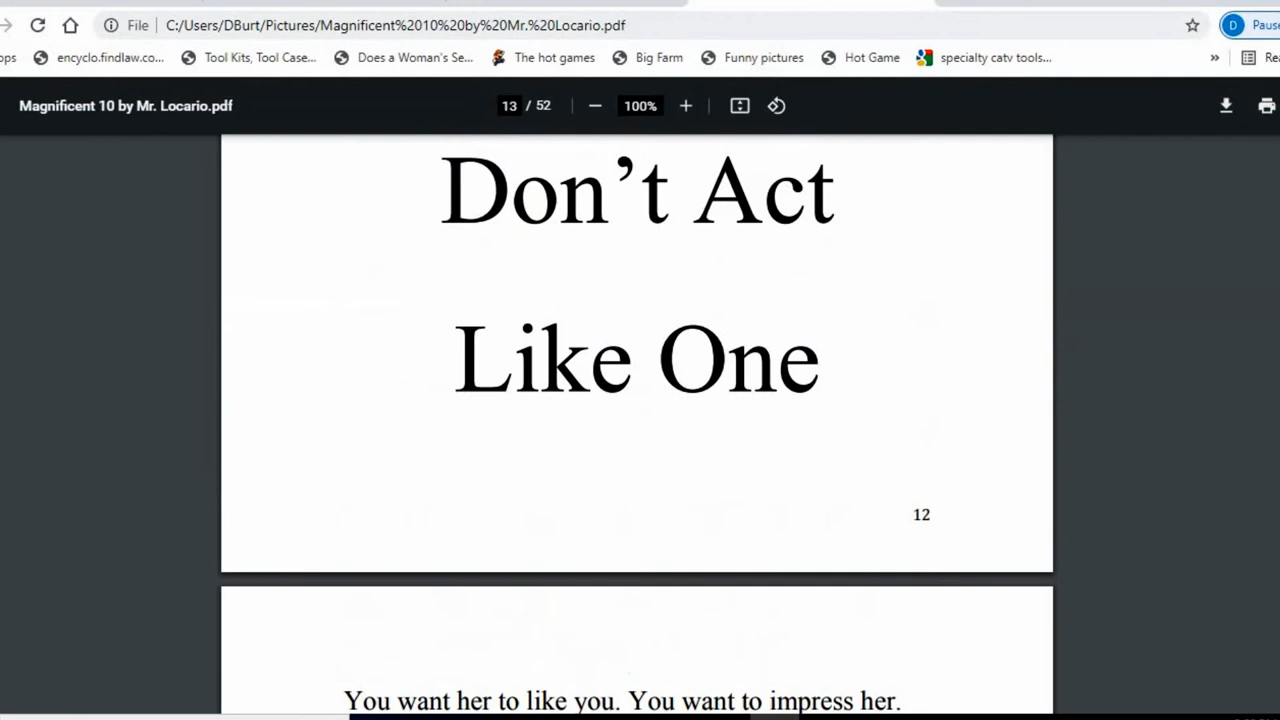 File C:/Users/DBurt/Pictures/Magnificent%2010%20by%20Mr.%20Locario.pdf D Pause
ops encyclo.findlaw.co... Tool Kits, Tool Case... Does a Woman's Se... The hot games Big Farm Funny pictures Hot Game specialty catv tools... » Rea
Magnificent 10 by Mr. Locario.pdf 13 / 52 100%
Don’t Act
Like One
12
You want her to like you. You want to impress her.